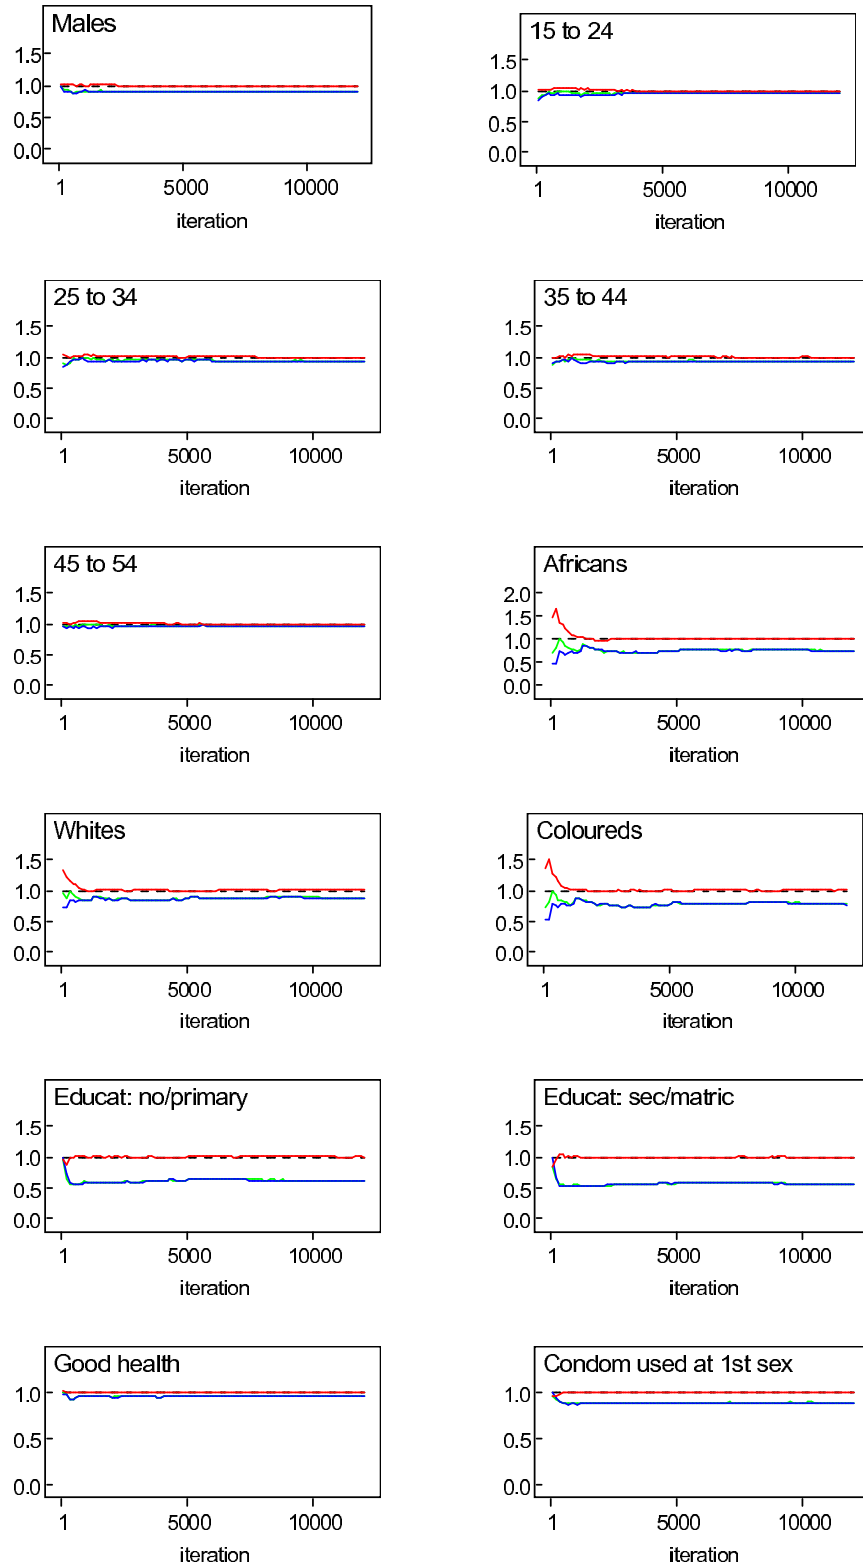 Males
1.5
1.0
0.5
0.0
1 5000 10000
iteration
15 to 24
1.5
1.0
0.5
0.0
1 5000 10000
iteration
25 to 34
1.5
1.0
0.5
0.0
1 5000 10000
iteration
35 to 44
1.5
1.0
0.5
0.0
1 5000 10000
iteration
45 to 54
1.5
1.0
0.5
0.0
1 5000 10000
iteration
Africans
2.0
1.5
1.0
0.5
0.0
1 5000 10000
iteration
Whites
1.5
1.0
0.5
0.0
1 5000 10000
iteration
Coloureds
1.5
1.0
0.5
0.0
1 5000 10000
iteration
Educat: no/primary
1.5
1.0
0.5
0.0
1 5000 10000
iteration
Educat: sec/matric
1.5
1.0
0.5
0.0
1 5000 10000
iteration
Good health
1.0
0.5
0.0
1 5000 10000
iteration
Condom used at 1st sex
1.0
0.5
0.0
1 5000 10000
iteration